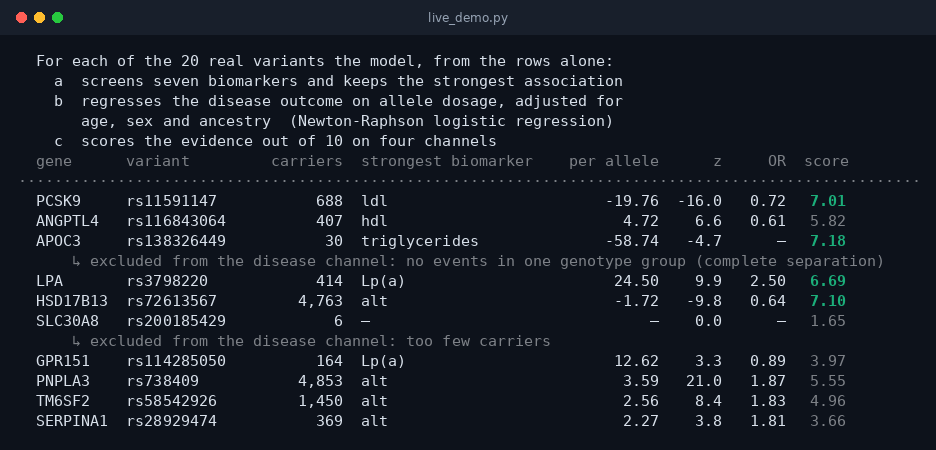 live_demo.py
For each of the 20 real variants the model, from the rows alone:
a  screens seven biomarkers and keeps the strongest association
b  regresses the disease outcome on allele dosage, adjusted for
age, sex and ancestry  (Newton-Raphson logistic regression)
c  scores the evidence out of 10 on four channels
gene      variant         carriers  strongest biomarker    per allele      z     OR  score
PCSK9     rs11591147           688  ldl                        -19.76  -16.0   0.72   7.01
ANGPTL4   rs116843064          407  hdl                          4.72    6.6   0.61   5.82
APOC3     rs138326449           30  triglycerides              -58.74   -4.7      —   7.18
↳ excluded from the disease channel: no events in one genotype group (complete separation)
LPA       rs3798220            414  Lp(a)                       24.50    9.9   2.50   6.69
HSD17B13  rs72613567         4,763  alt                         -1.72   -9.8   0.64   7.10
SLC30A8   rs200185429            6  —                               —    0.0      —   1.65
↳ excluded from the disease channel: too few carriers
GPR151    rs114285050          164  Lp(a)                       12.62    3.3   0.89   3.97
PNPLA3    rs738409           4,853  alt                          3.59   21.0   1.87   5.55
TM6SF2    rs58542926         1,450  alt                          2.56    8.4   1.83   4.96
SERPINA1  rs28929474           369  alt                          2.27    3.8   1.81   3.66